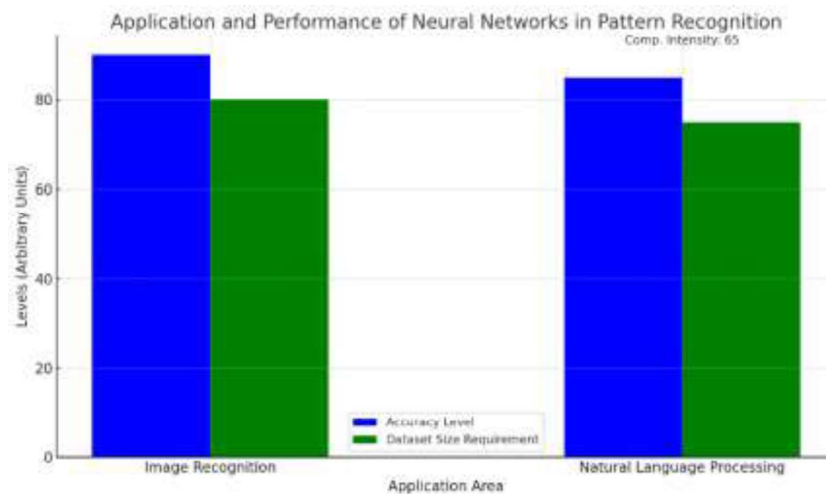 Application and Performance of Neural Networks in Pattern Recognition
Comp. Intensity: 65
80
60
40
20
0
Levels (Arbitrary Units)
Accuracy Level
Dataset Size Requirement
Image Recognition
Natural Language Processing
Application Area